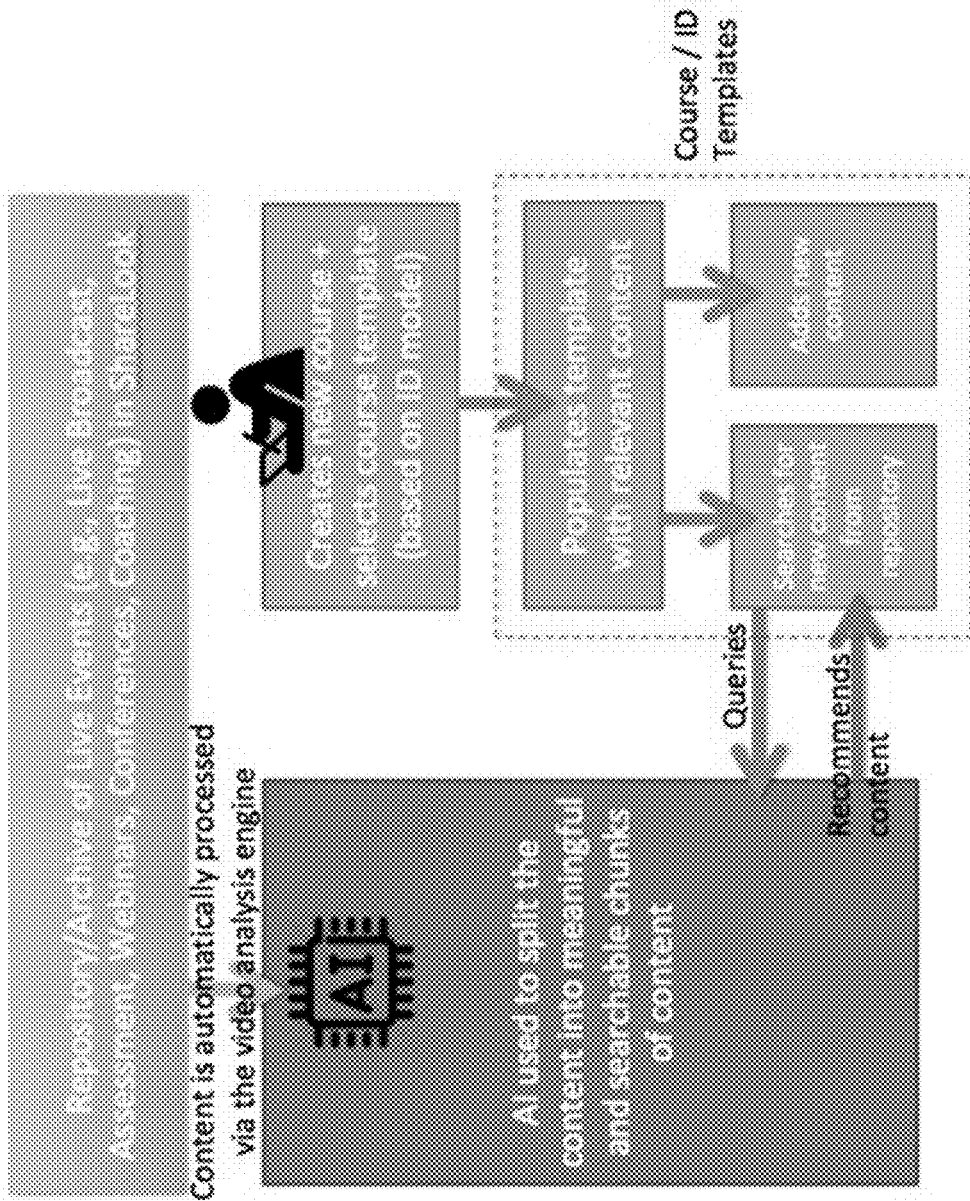 Repository/Archive of Live Events (e.g. Live Broadcast,
Assessment, Webinars, Conferences, Coaching) in ShareLook
Content is automatically processed
via the video analysis engine
AI
AI used to split the
content into meaningful
and searchable chunks
of content
Creates new course +
selects course template
(based on ID model)
Populates template
with relevant content
Queries
Recommends
content
Searches for
new content
from
repository
Adds new
content
Course / ID
Templates